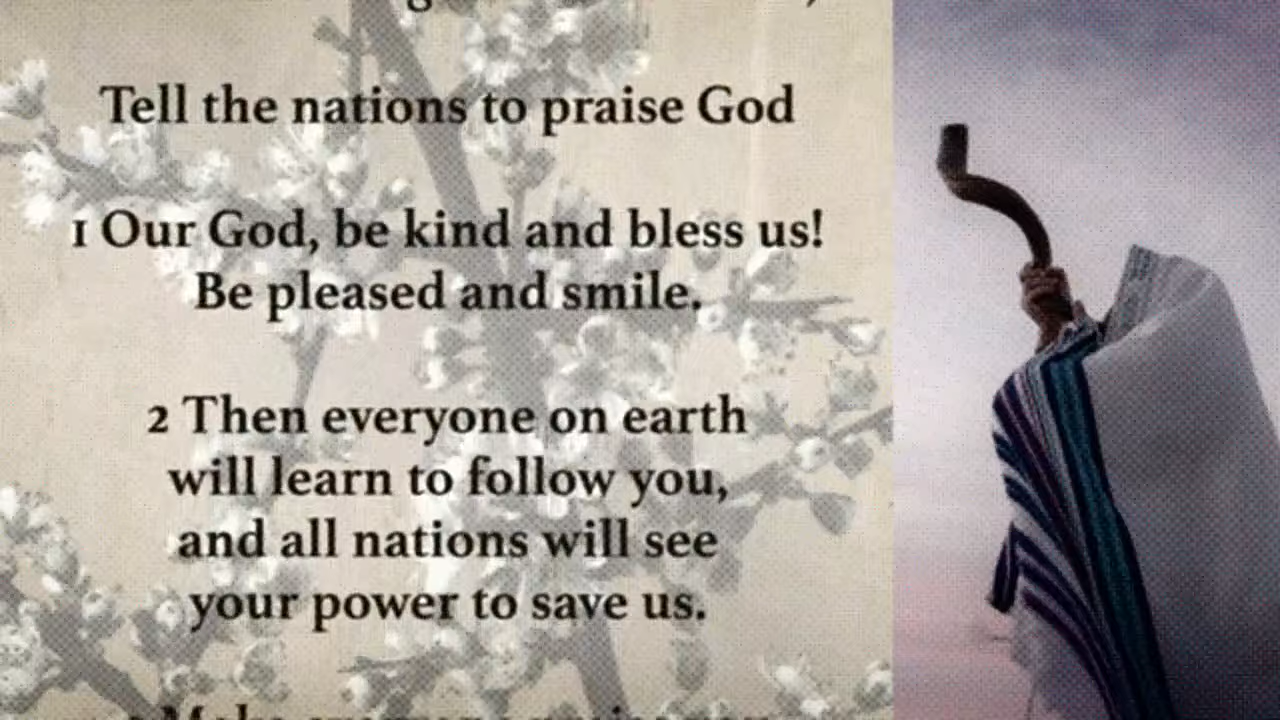 Tell the nations to praise God
1 Our God, be kind and bless us!
Be pleased and smile.
2 Then everyone on earth
will learn to follow you,
and all nations will see
your power to save us.